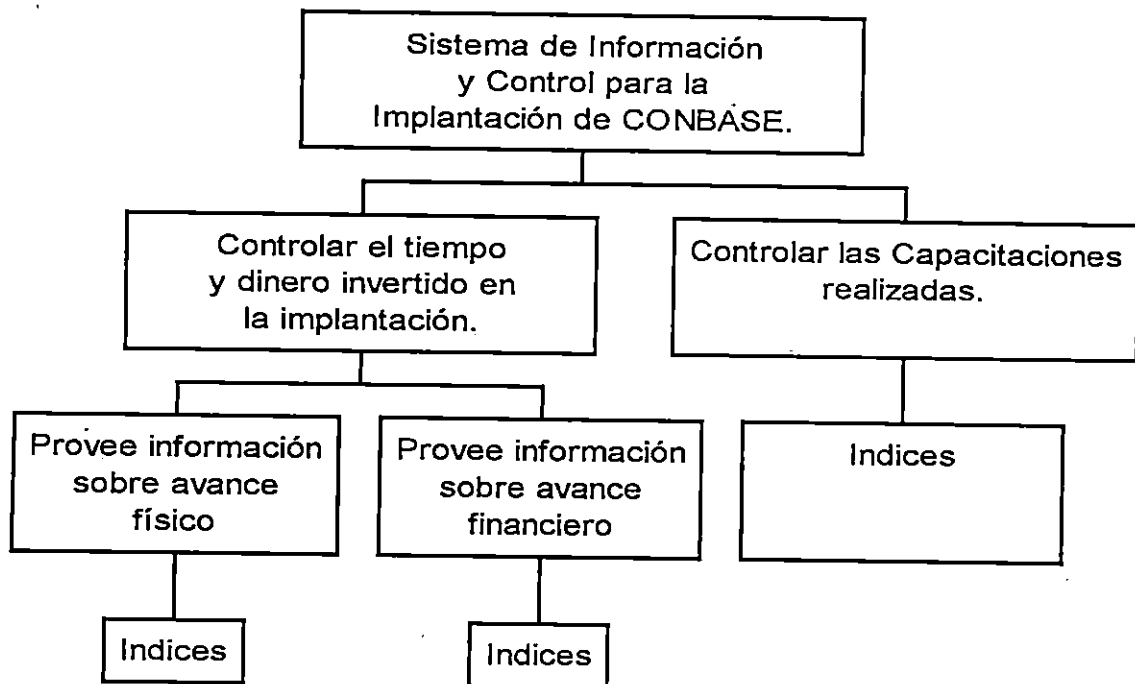 Sistema de Información
y Control para la
Implantación de CONBASE.
Controlar el tiempo
y dinero invertido en
la implantación.
Controlar las Capacitaciones
realizadas.
Provee información
sobre avance
físico
Provee información
sobre avance
financiero
Indices
Indices
Indices